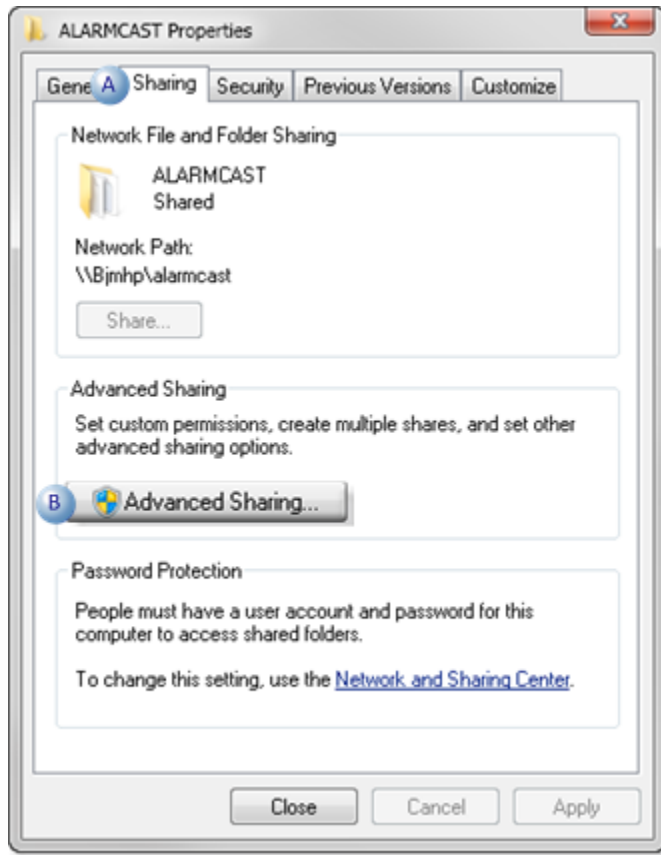 ALARMCAST Properties
Gene A Sharing Security Previous Versions Customize
Network File and Folder Sharing
ALARMCAST
Shared
Network Path:
\\Bjmhp\alarmcast
Share...
Advanced Sharing
Set custom permissions, create multiple shares, and set other
advanced sharing options.
B Advanced Sharing...
Password Protection
People must have a user account and password for this
computer to access shared folders.
To change this setting, use the Network and Sharing Center.
Close Cancel Apply